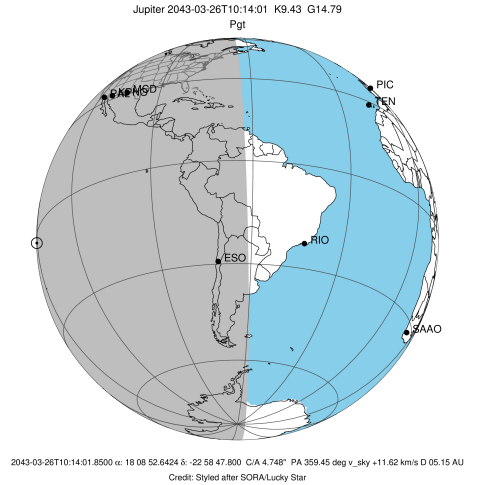 Jupiter 2043-03-26T10:14:01 K9.43 G14.79
Pgt
PIC
TEN
MCD
RIO
ESO
SAAO
2043-03-26T10:14:01.8500 α: 18 08 52.6424 δ: -22 58 47.800 C/A 4.748" PA 359.45 deg v_sky +11.62 km/s D 05.15 AU
Credit: Styled after SORA/Lucky Star